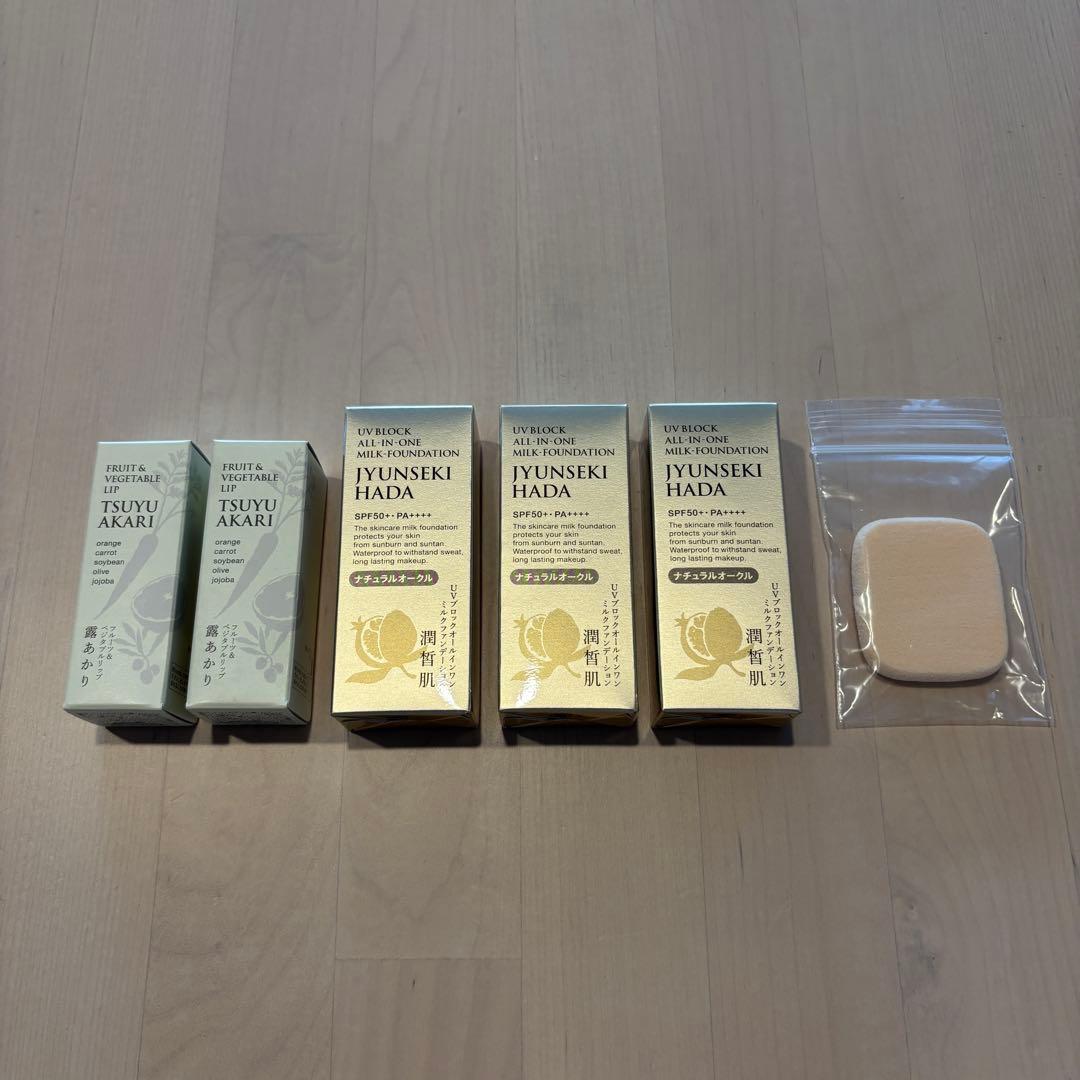 FRUIT &
VEGETABLE
LIP
TSUYU
AKARI
orange
carrot
soybean
olive
jojoba
フルーツ&
ベジタブルリップ
露あかり
FRUIT &
VEGETABLE
LIP
TSUYU
AKARI
orange
carrot
soybean
olive
jojoba
フルーツ&
ベジタブルリップ
露あかり
UV BLOCK
ALL-IN-ONE
MILK-FOUNDATION
JYUNSEKI
HADA
SPF50+・PA++++
The skincare milk foundation
protects your skin
from sunburn and suntan.
Waterproof to withstand sweat,
long lasting makeup.
ナチュラルオークル
UVブロックオールインワン
ミルクファンデーション
潤皙肌
UV BLOCK
ALL-IN-ONE
MILK-FOUNDATION
JYUNSEKI
HADA
SPF50+・PA++++
The skincare milk foundation
protects your skin
from sunburn and suntan.
Waterproof to withstand sweat,
long lasting makeup.
ナチュラルオークル
UVブロックオールインワン
ミルクファンデーション
潤皙肌
UV BLOCK
ALL-IN-ONE
MILK-FOUNDATION
JYUNSEKI
HADA
SPF50+・PA++++
The skincare milk foundation
protects your skin
from sunburn and suntan.
Waterproof to withstand sweat,
long lasting makeup.
ナチュラルオークル
UVブロックオールインワン
ミルクファンデーション
潤皙肌